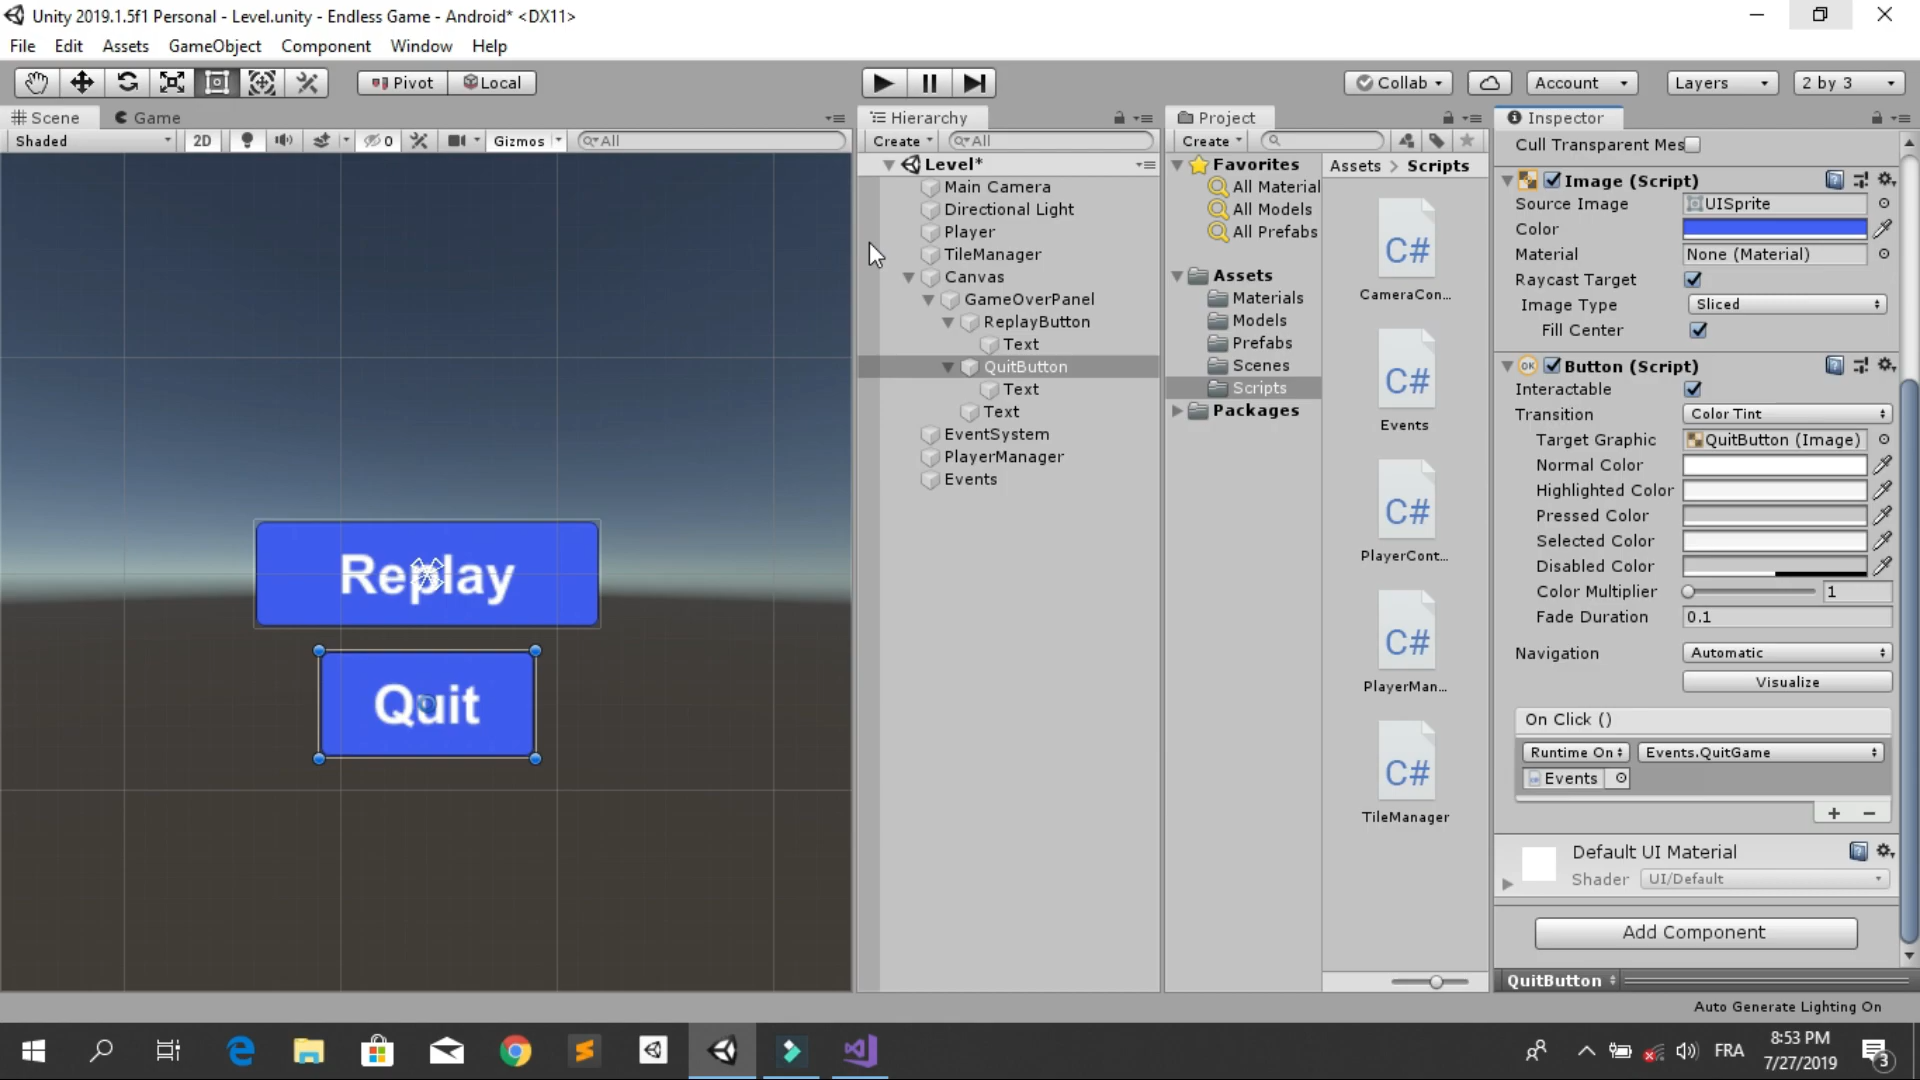 Unity 2019.1.5f1 Personal - Level.unity - Endless Game - Android* <DX11>
File Edit Assets GameObject Component Window Help
Pivot Local
Collab Account Layers 2 by 3
Scene Game
Shaded 2D 0 Gizmos All
Replay
Quit
Hierarchy
Create All
Level*
Main Camera
Directional Light
Player
TileManager
Canvas
GameOverPanel
ReplayButton
Text
QuitButton
Text
Text
EventSystem
PlayerManager
Events
Project
Create
Favorites
All Material
All Models
All Prefabs
Assets
Materials
Models
Prefabs
Scenes
Scripts
Packages
Assets > Scripts
C#
CameraCon...
C#
Events
C#
PlayerCont...
C#
PlayerMan...
C#
TileManager
Inspector
Cull Transparent Mes
Image (Script)
Source Image UISprite
Color
Material None (Material)
Raycast Target
Image Type Sliced
Fill Center
OK Button (Script)
Interactable
Transition Color Tint
Target Graphic QuitButton (Image)
Normal Color
Highlighted Color
Pressed Color
Selected Color
Disabled Color
Color Multiplier 1
Fade Duration 0.1
Navigation Automatic
Visualize
On Click ()
Runtime On Events.QuitGame
Events
+ -
Default UI Material
Shader UI/Default
Add Component
QuitButton
Auto Generate Lighting On
FRA
8:53 PM
7/27/2019
3